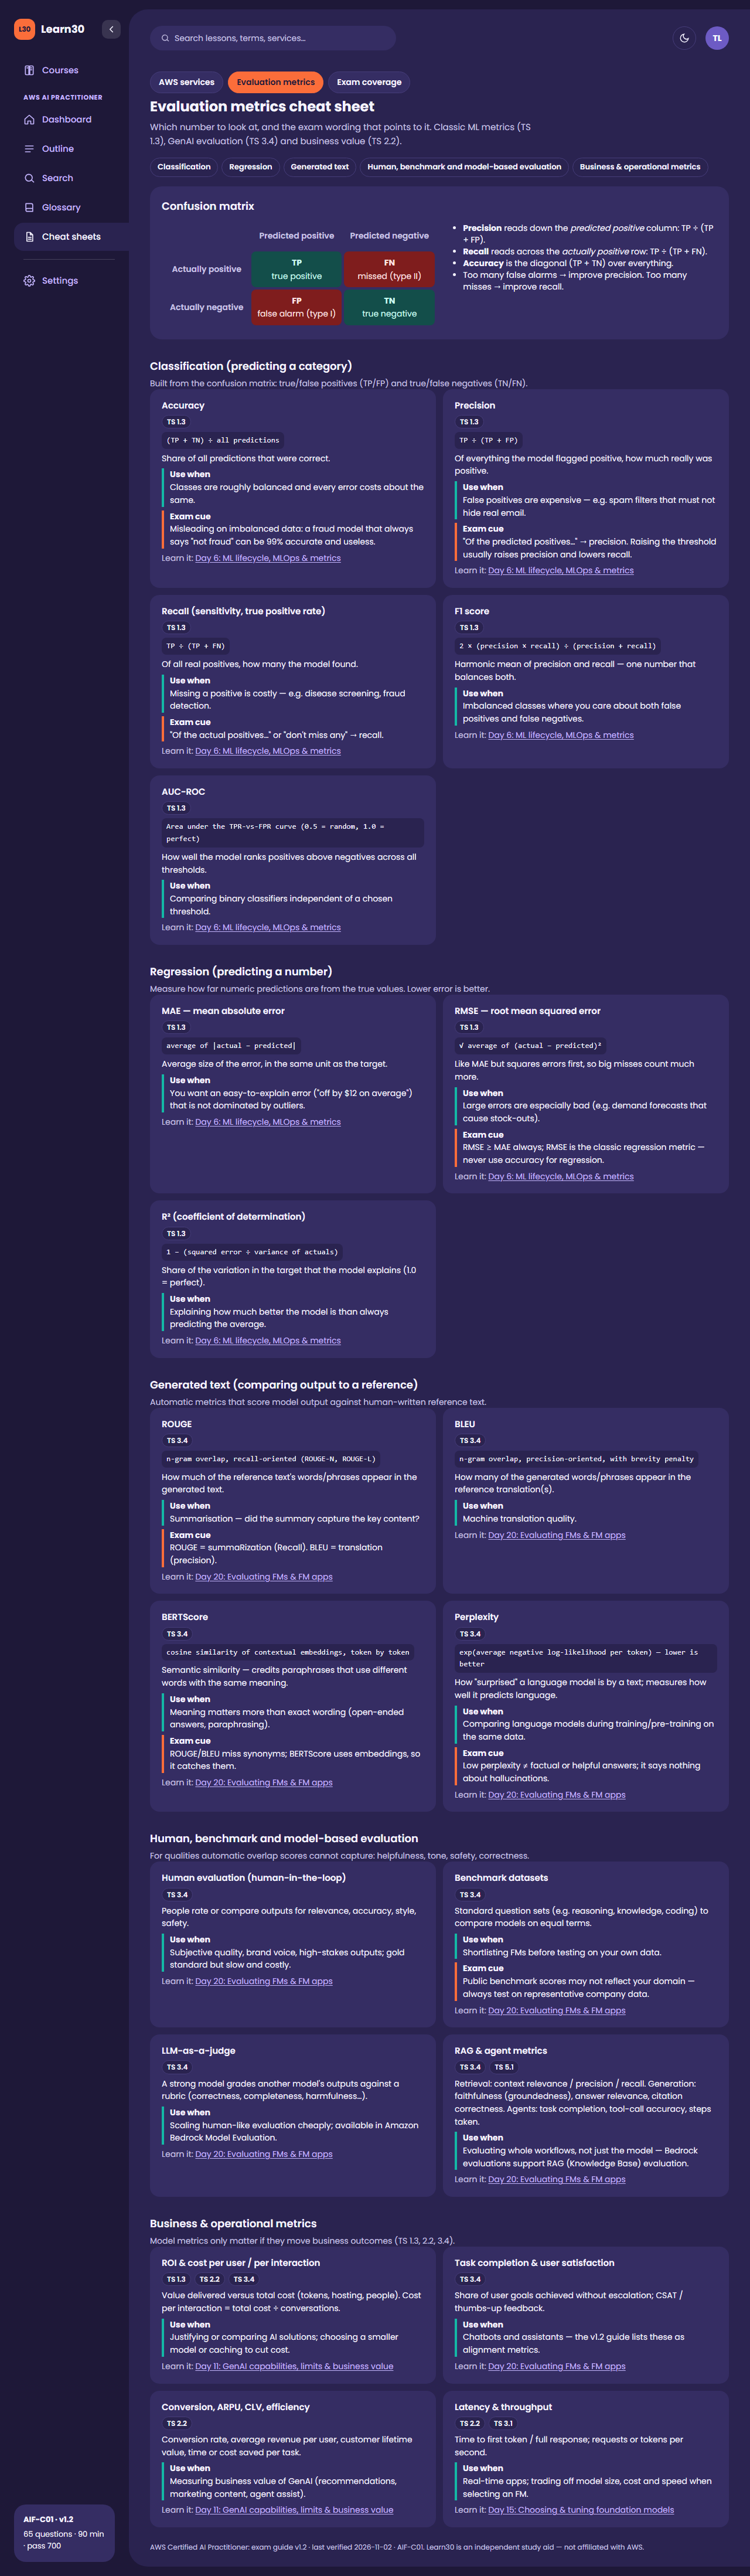 L30 Learn30
Search lessons, terms, services...
TL
Courses
AWS AI PRACTITIONER
Dashboard
Outline
Search
Glossary
Cheat sheets
Settings
AWS services
Evaluation metrics
Exam coverage
Evaluation metrics cheat sheet
Which number to look at, and the exam wording that points to it. Classic ML metrics (TS
1.3), GenAI evaluation (TS 3.4) and business value (TS 2.2).
Classification
Regression
Generated text
Human, benchmark and model-based evaluation
Business & operational metrics
Confusion matrix
Predicted positive
Predicted negative
Actually positive
TP
true positive
FN
missed (type II)
Actually negative
FP
false alarm (type I)
TN
true negative
• Precision reads down the predicted positive column: TP ÷ (TP
+ FP).
• Recall reads across the actually positive row: TP ÷ (TP + FN).
• Accuracy is the diagonal (TP + TN) over everything.
• Too many false alarms → improve precision. Too many
misses → improve recall.
Classification (predicting a category)
Built from the confusion matrix: true/false positives (TP/FP) and true/false negatives (TN/FN).
Accuracy
TS 1.3
(TP + TN) ÷ all predictions
Share of all predictions that were correct.
Use when
Classes are roughly balanced and every error costs about the
same.
Exam cue
Misleading on imbalanced data: a fraud model that always
says "not fraud" can be 99% accurate and useless.
Learn it: Day 6: ML lifecycle, MLOps & metrics
Precision
TS 1.3
TP ÷ (TP + FP)
Of everything the model flagged positive, how much really was
positive.
Use when
False positives are expensive — e.g. spam filters that must not
hide real email.
Exam cue
"Of the predicted positives…" → precision. Raising the threshold
usually raises precision and lowers recall.
Learn it: Day 6: ML lifecycle, MLOps & metrics
Recall (sensitivity, true positive rate)
TS 1.3
TP ÷ (TP + FN)
Of all real positives, how many the model found.
Use when
Missing a positive is costly — e.g. disease screening, fraud
detection.
Exam cue
"Of the actual positives…" or "don't miss any" → recall.
Learn it: Day 6: ML lifecycle, MLOps & metrics
F1 score
TS 1.3
2 × (precision × recall) ÷ (precision + recall)
Harmonic mean of precision and recall — one number that
balances both.
Use when
Imbalanced classes where you care about both false
positives and false negatives.
Learn it: Day 6: ML lifecycle, MLOps & metrics
AUC-ROC
TS 1.3
Area under the TPR-vs-FPR curve (0.5 = random, 1.0 =
perfect)
How well the model ranks positives above negatives across all
thresholds.
Use when
Comparing binary classifiers independent of a chosen
threshold.
Learn it: Day 6: ML lifecycle, MLOps & metrics
Regression (predicting a number)
Measure how far numeric predictions are from the true values. Lower error is better.
MAE — mean absolute error
TS 1.3
average of |actual − predicted|
Average size of the error, in the same unit as the target.
Use when
You want an easy-to-explain error ("off by $12 on average")
that is not dominated by outliers.
Learn it: Day 6: ML lifecycle, MLOps & metrics
RMSE — root mean squared error
TS 1.3
√ average of (actual − predicted)²
Like MAE but squares errors first, so big misses count much
more.
Use when
Large errors are especially bad (e.g. demand forecasts that
cause stock-outs).
Exam cue
RMSE ≥ MAE always; RMSE is the classic regression metric —
never use accuracy for regression.
Learn it: Day 6: ML lifecycle, MLOps & metrics
R² (coefficient of determination)
TS 1.3
1 − (squared error ÷ variance of actuals)
Share of the variation in the target that the model explains (1.0
= perfect).
Use when
Explaining how much better the model is than always
predicting the average.
Learn it: Day 6: ML lifecycle, MLOps & metrics
Generated text (comparing output to a reference)
Automatic metrics that score model output against human-written reference text.
ROUGE
TS 3.4
n-gram overlap, recall-oriented (ROUGE-N, ROUGE-L)
How much of the reference text's words/phrases appear in the
generated text.
Use when
Summarisation — did the summary capture the key content?
Exam cue
ROUGE = summaRization (Recall). BLEU = translation
(precision).
Learn it: Day 20: Evaluating FMs & FM apps
BLEU
TS 3.4
n-gram overlap, precision-oriented, with brevity penalty
How many of the generated words/phrases appear in the
reference translation(s).
Use when
Machine translation quality.
Learn it: Day 20: Evaluating FMs & FM apps
BERTScore
TS 3.4
cosine similarity of contextual embeddings, token by token
Semantic similarity — credits paraphrases that use different
words with the same meaning.
Use when
Meaning matters more than exact wording (open-ended
answers, paraphrasing).
Exam cue
ROUGE/BLEU miss synonyms; BERTScore uses embeddings, so
it catches them.
Learn it: Day 20: Evaluating FMs & FM apps
Perplexity
TS 3.4
exp(average negative log-likelihood per token) — lower is
better
How "surprised" a language model is by a text; measures how
well it predicts language.
Use when
Comparing language models during training/pre-training on
the same data.
Exam cue
Low perplexity ≠ factual or helpful answers; it says nothing
about hallucinations.
Learn it: Day 20: Evaluating FMs & FM apps
Human, benchmark and model-based evaluation
For qualities automatic overlap scores cannot capture: helpfulness, tone, safety, correctness.
Human evaluation (human-in-the-loop)
TS 3.4
People rate or compare outputs for relevance, accuracy, style,
safety.
Use when
Subjective quality, brand voice, high-stakes outputs; gold
standard but slow and costly.
Learn it: Day 20: Evaluating FMs & FM apps
Benchmark datasets
TS 3.4
Standard question sets (e.g. reasoning, knowledge, coding) to
compare models on equal terms.
Use when
Shortlisting FMs before testing on your own data.
Exam cue
Public benchmark scores may not reflect your domain —
always test on representative company data.
Learn it: Day 20: Evaluating FMs & FM apps
LLM-as-a-judge
TS 3.4
A strong model grades another model's outputs against a
rubric (correctness, completeness, harmfulness…).
Use when
Scaling human-like evaluation cheaply; available in Amazon
Bedrock Model Evaluation.
Learn it: Day 20: Evaluating FMs & FM apps
RAG & agent metrics
TS 3.4 TS 5.1
Retrieval: context relevance / precision / recall. Generation:
faithfulness (groundedness), answer relevance, citation
correctness. Agents: task completion, tool-call accuracy, steps
taken.
Use when
Evaluating whole workflows, not just the model — Bedrock
evaluations support RAG (Knowledge Base) evaluation.
Learn it: Day 20: Evaluating FMs & FM apps
Business & operational metrics
Model metrics only matter if they move business outcomes (TS 1.3, 2.2, 3.4).
ROI & cost per user / per interaction
TS 1.3 TS 2.2 TS 3.4
Value delivered versus total cost (tokens, hosting, people). Cost
per interaction = total cost ÷ conversations.
Use when
Justifying or comparing AI solutions; choosing a smaller
model or caching to cut cost.
Learn it: Day 11: GenAI capabilities, limits & business value
Task completion & user satisfaction
TS 3.4
Share of user goals achieved without escalation; CSAT /
thumbs-up feedback.
Use when
Chatbots and assistants — the v1.2 guide lists these as
alignment metrics.
Learn it: Day 20: Evaluating FMs & FM apps
Conversion, ARPU, CLV, efficiency
TS 2.2
Conversion rate, average revenue per user, customer lifetime
value, time or cost saved per task.
Use when
Measuring business value of GenAI (recommendations,
marketing content, agent assist).
Learn it: Day 11: GenAI capabilities, limits & business value
Latency & throughput
TS 2.2 TS 3.1
Time to first token / full response; requests or tokens per
second.
Use when
Real-time apps; trading off model size, cost and speed when
selecting an FM.
Learn it: Day 15: Choosing & tuning foundation models
AIF-C01 · v1.2
65 questions · 90 min
· pass 700
AWS Certified AI Practitioner: exam guide v1.2 · last verified 2026-11-02 · AIF-C01. Learn30 is an independent study aid — not affiliated with AWS.